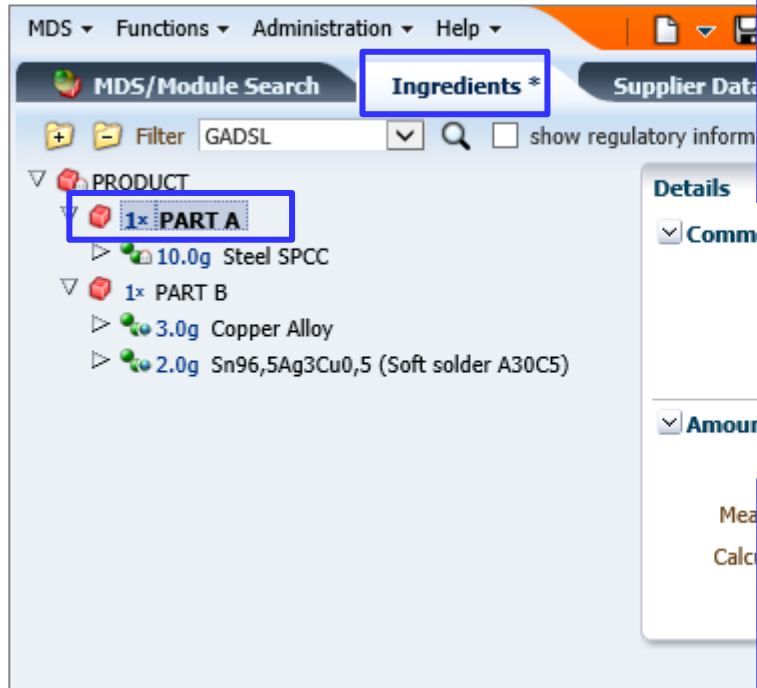 MDS Functions Administration Help
MDS/Module Search Ingredients * Supplier Data
Filter GADSL show regulatory inform
PRODUCT
Details
1x PART A
Comm
10.0g Steel SPCC
1x PART B
3.0g Copper Alloy
2.0g Sn96,5Ag3Cu0,5 (Soft solder A30C5)
Amoun
Mea
Calc